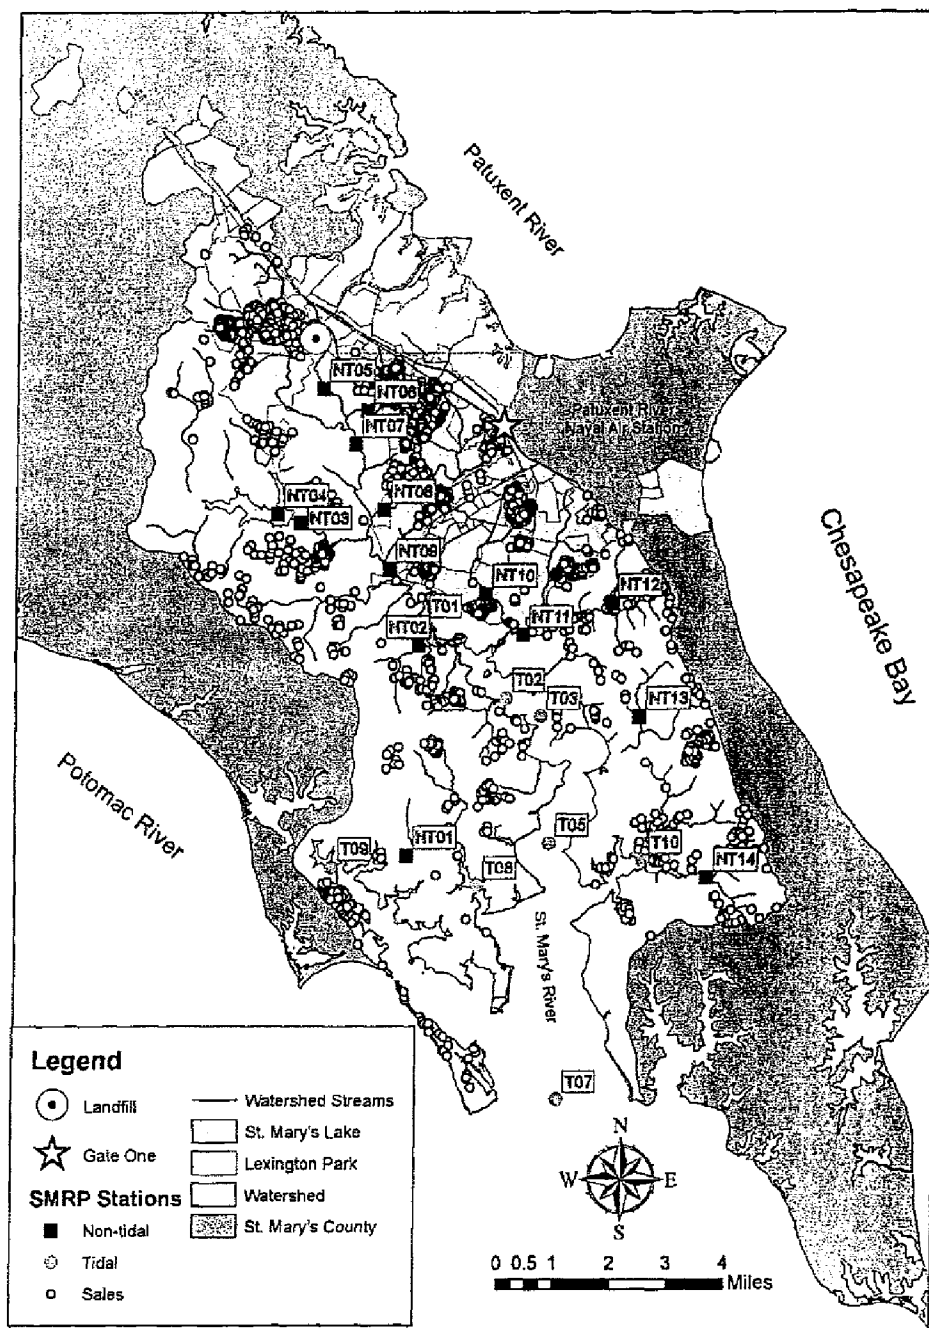 Patuxent River
Patuxent River
Naval Air Station
Chesapeake Bay
Potomac River
St. Mary's River
NT05
NT06
NT07
NT04
NT03
NT08
NT09
NT10
NT12
T01
NT02
NT11
T02
T03
NT13
T09
NT01
T05
T10
T08
NT14
T07
Legend
Landfill
Gate One
SMRP Stations
Non-tidal
Tidal
Sales
Watershed Streams
St. Mary's Lake
Lexington Park
Watershed
St. Mary's County
N
W E
S
0 0.5 1 2 3 4
Miles